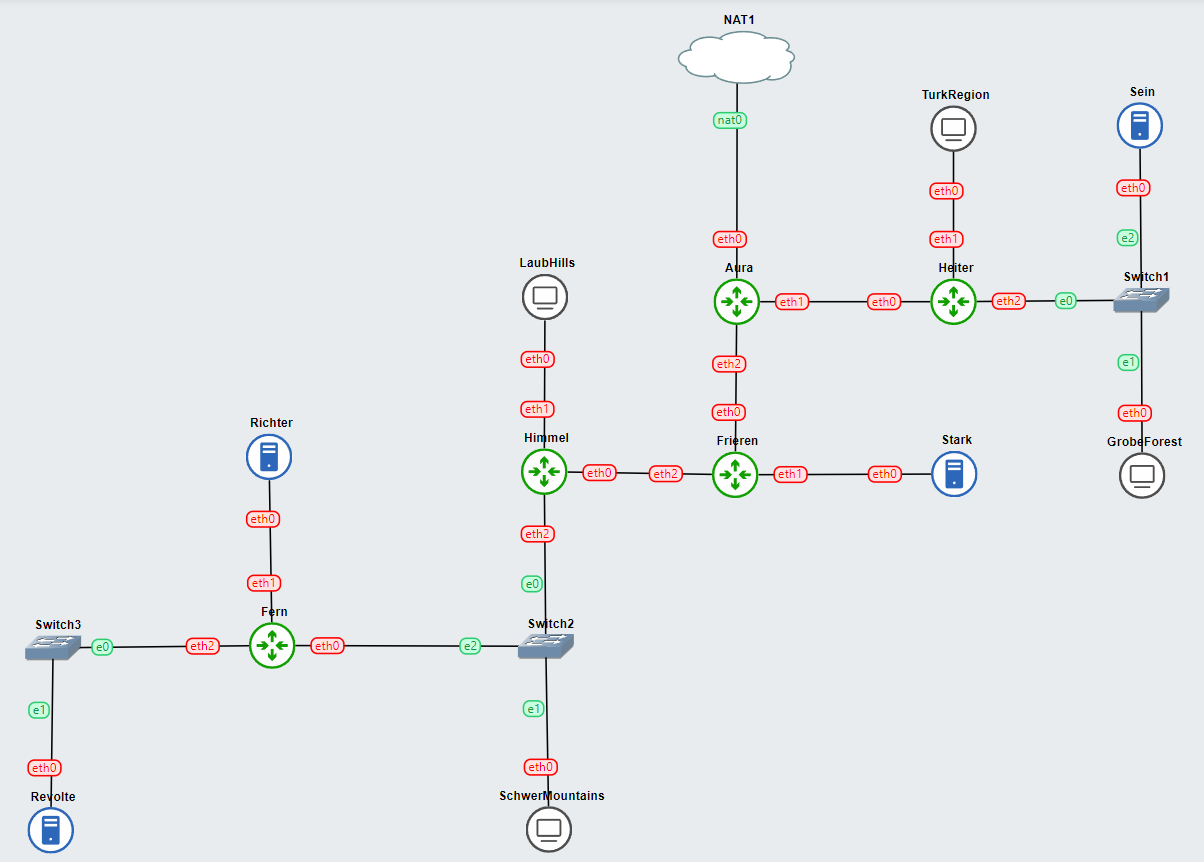 NAT1
nat0
TurkRegion
Sein
eth0
eth0
e2
eth0
eth1
LaubHills
Aura
Heiter
Switch1
eth1
eth0
eth2
e0
eth0
eth2
e1
eth1
eth0
eth0
Richter
Himmel
Frieren
Stark
GrobeForest
eth0
eth2
eth1
eth0
eth0
eth2
eth1
e0
Fern
Switch3
Switch2
e0
eth2
eth0
e2
e1
e1
eth0
eth0
Revolte
SchwerMountains